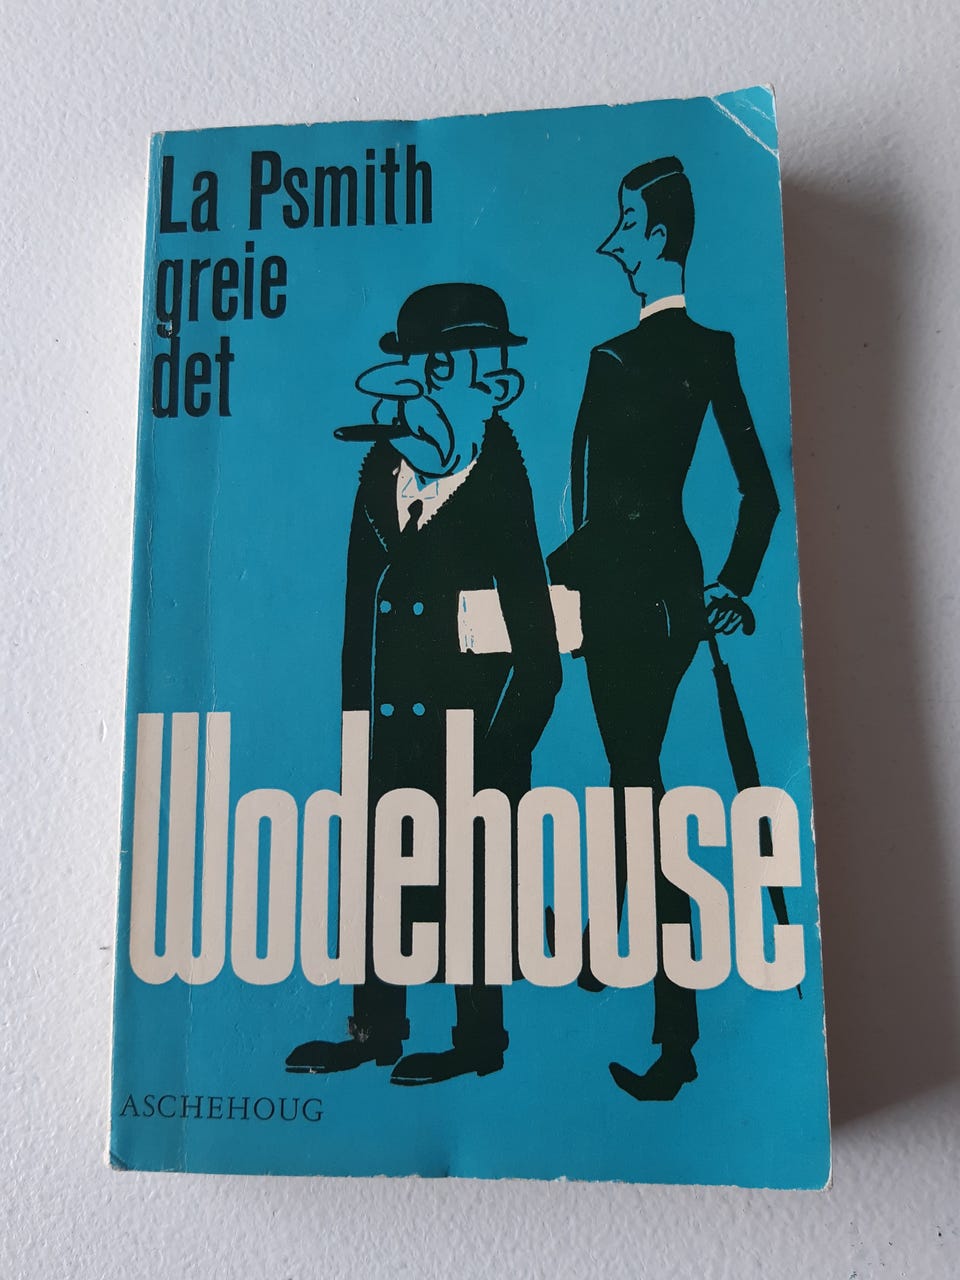 La Psmith
greie
det
Wodehouse
ASCHEHOUG